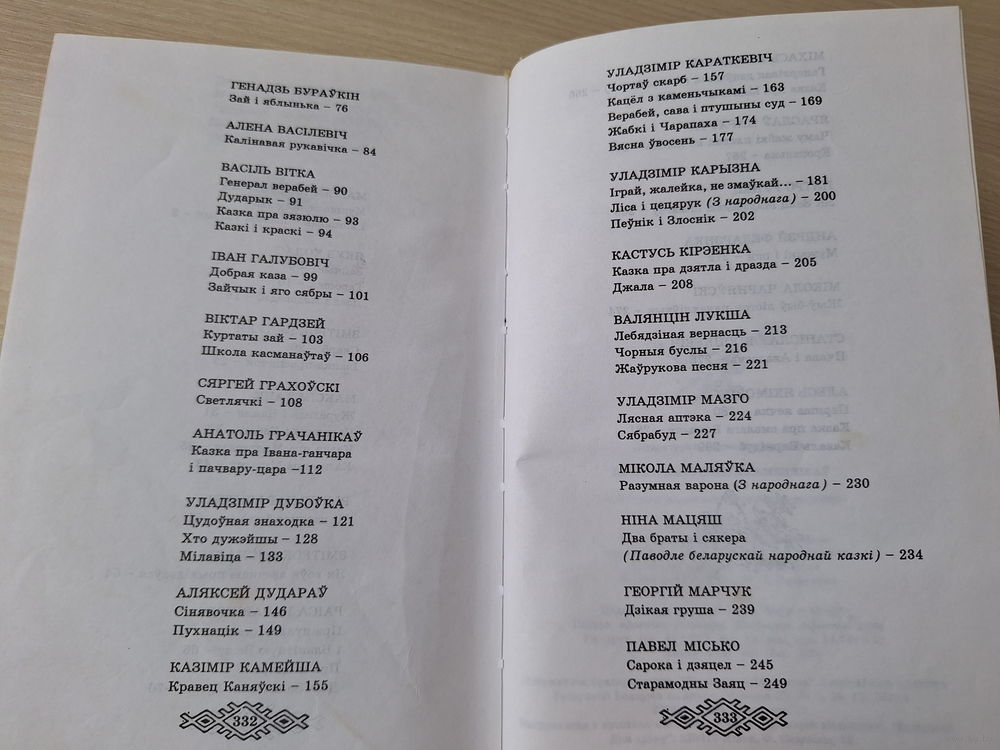 ГЕНАДЗЬ БУРАЎКІН
Зай і яблынька – 76
АЛЕНА ВАСІЛЕВІЧ
Калінавая рукавічка – 84
ВАСІЛЬ ВІТКА
Генерал верабей – 90
Дударык – 91
Казка пра зязюлю – 93
Казкі і краскі – 94
ІВАН ГАЛУБОВІЧ
Добрая каза – 99
Зайчык і яго сябры – 101
ВІКТАР ГАРДЗЕЙ
Куртаты зай – 103
Школа касманаўтаў – 106
СЯРГЕЙ ГРАХОЎСКІ
Светлячкі – 108
АНАТОЛЬ ГРАЧАНІКАЎ
Казка пра Івана-ганчара
і пачвару-цара –112
УЛАДЗІМІР ДУБОЎКА
Цудоўная знаходка – 121
Хто дужэйшы – 128
Мілавіца – 133
АЛЯКСЕЙ ДУДАРАЎ
Сінявочка – 146
Пухнацік – 149
КАЗІМІР КАМЕЙША
Кравец Каняўскі – 155
332
УЛАДЗІМІР КАРАТКЕВІЧ
Чортаў скарб – 157
Кацёл з каменьчыкамі – 163
Верабей, сава і птушыны суд – 169
Жабкі і Чарапаха – 174
Вясна ўвосень – 177
УЛАДЗІМІР КАРЫЗНА
Іграй, жалейка, не змаўкай... – 181
Ліса і цецярук (З народнага) – 200
Пеўнік і Злоснік – 202
КАСТУСЬ КІРЭЕНКА
Казка пра дзятла і дразда – 205
Джала – 208
ВАЛЯНЦІН ЛУКША
Лебядзіная вернасць – 213
Чорныя буслы – 216
Жаўрукова песня – 221
УЛАДЗІМІР МАЗГО
Лясная аптэка – 224
Сябрабуд – 227
МІКОЛА МАЛЯЎКА
Разумная варона (З народнага) – 230
НІНА МАЦЯШ
Два браты і сякера
(Паводле беларускай народнай казкі) – 234
ГЕОРГІЙ МАРЧУК
Дзікая груша – 239
ПАВЕЛ МІСЬКО
Сарока і дзяцел – 245
Старамодны Заяц – 249
333